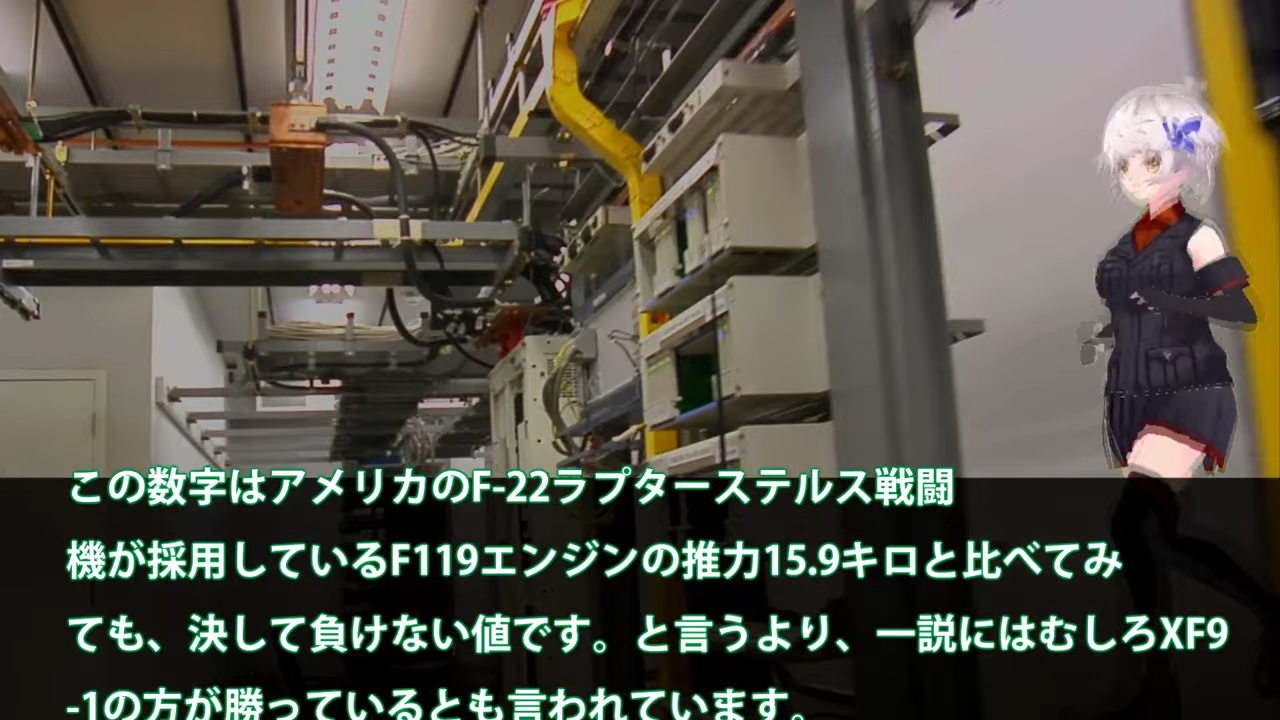 この数字はアメリカのF-22ラプターステルス戦闘
機が採用しているF119エンジンの推力15.9キロと比べてみ
ても、決して負けない値です。と言うより、一説にはむしろXF9
-1の方が勝っているとも言われています。